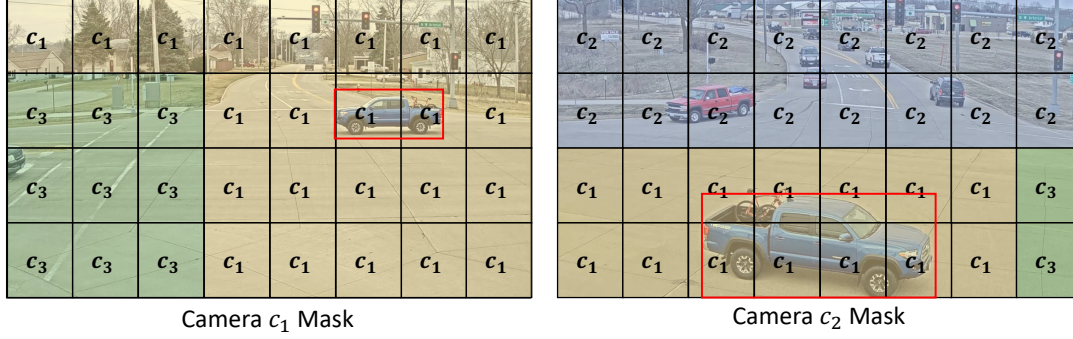 c₁ c₁ c₁ c₁ c₁ c₁ c₁ c₁
c₃ c₃ c₃ c₁ c₁ c₁ c₁ c₁
c₃ c₃ c₃ c₁ c₁ c₁ c₁ c₁
c₃ c₃ c₃ c₁ c₁ c₁ c₁ c₁
Camera c₁ Mask
c₂ c₂ c₂ c₂ c₂ c₂ c₂ c₂
c₂ c₂ c₂ c₂ c₂ c₂ c₂ c₂
c₁ c₁ c₁ c₁ c₁ c₁ c₁ c₃
c₁ c₁ c₁ c₁ c₁ c₁ c₁ c₃
Camera c₂ Mask